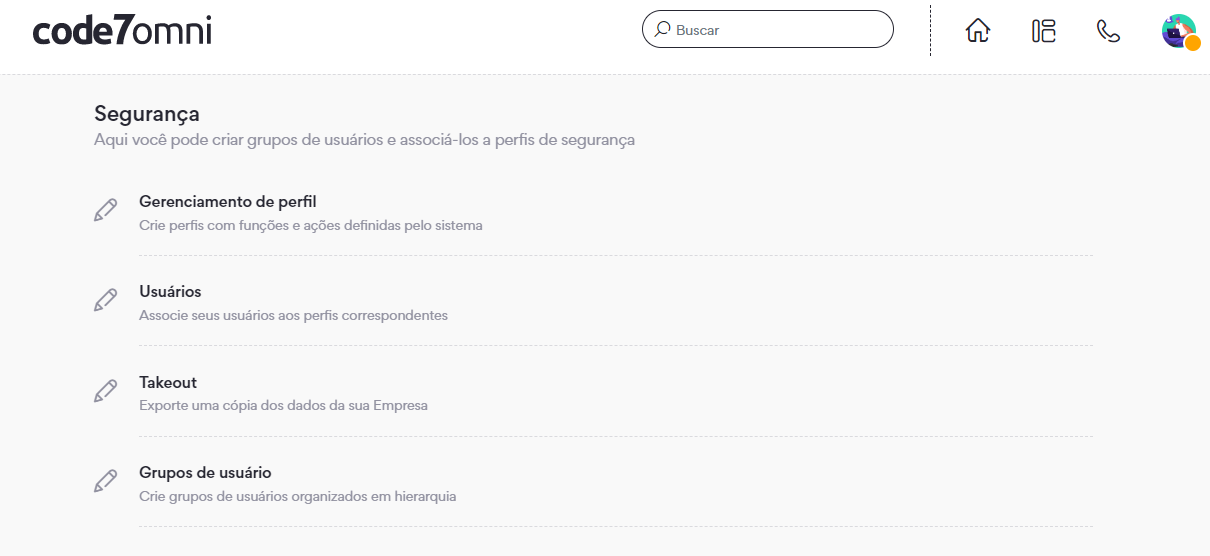 code7omni
Buscar
Segurança
Aqui você pode criar grupos de usuários e associá-los a perfis de segurança
Gerenciamento de perfil
Crie perfis com funções e ações definidas pelo sistema
Usuários
Associe seus usuários aos perfis correspondentes
Takeout
Exporte uma cópia dos dados da sua Empresa
Grupos de usuário
Crie grupos de usuários organizados em hierarquia